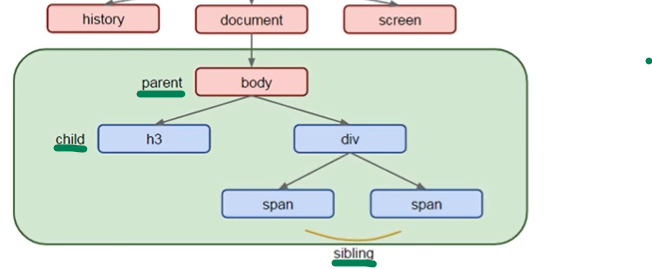 history document screen
parent body
child h3 div
span span
sibling